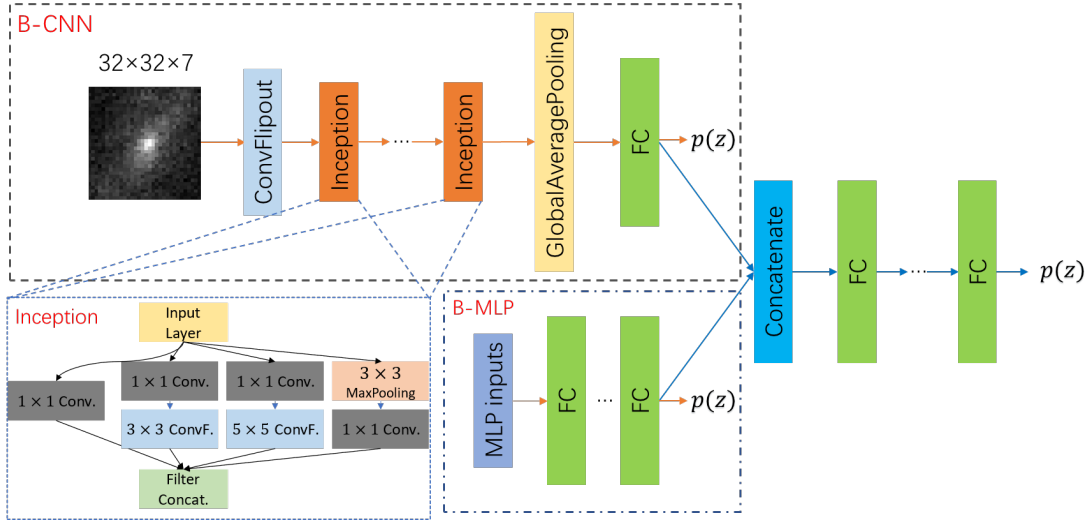 B-CNN
32×32×7
ConvFlipout
Inception
...
Inception
GlobalAveragePooling
FC
p(z)
Concatenate
FC
...
FC
p(z)
Inception
Input
Layer
1 × 1 Conv.
1 × 1 Conv.
1 × 1 Conv.
3 × 3
MaxPooling
3 × 3 ConvF.
5 × 5 ConvF.
1 × 1 Conv.
Filter
Concat.
B-MLP
MLP inputs
FC
...
FC
p(z)